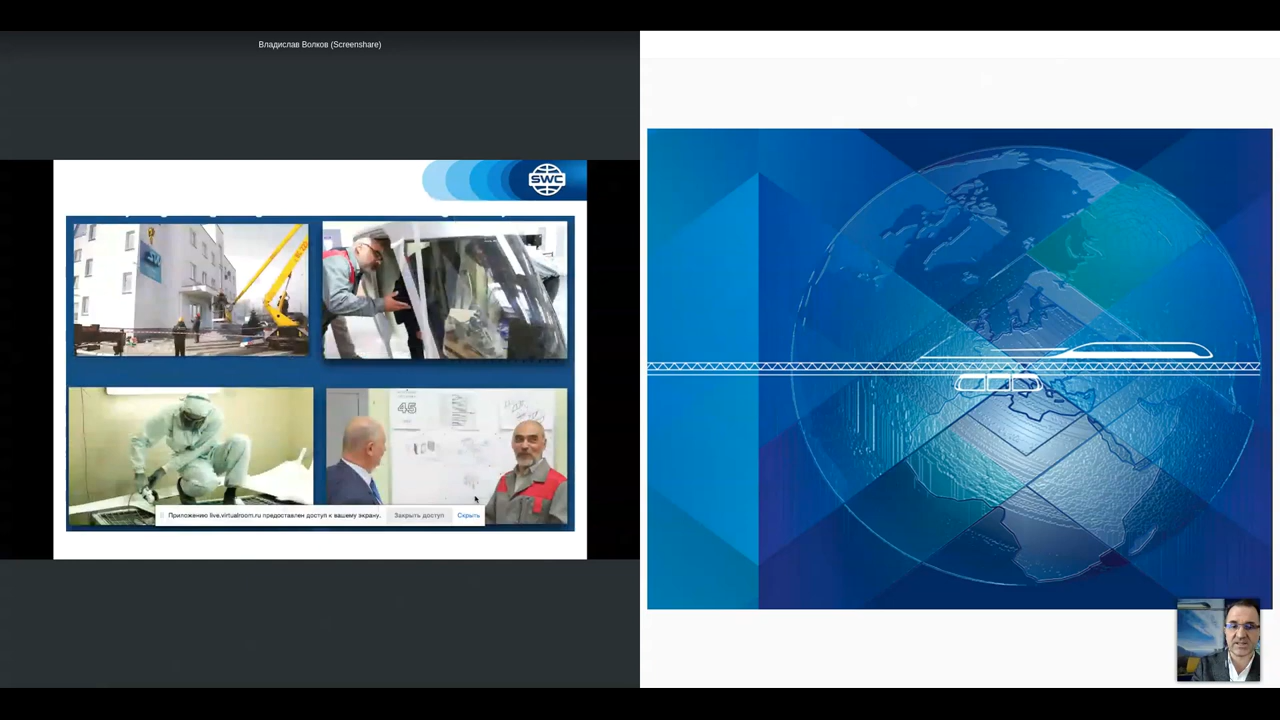 Владислав Волков (Screenshare)
SWC
45
Приложению live.virtualroom.ru предоставлен доступ к вашему экрану.
Закрыть доступ
Скрыть